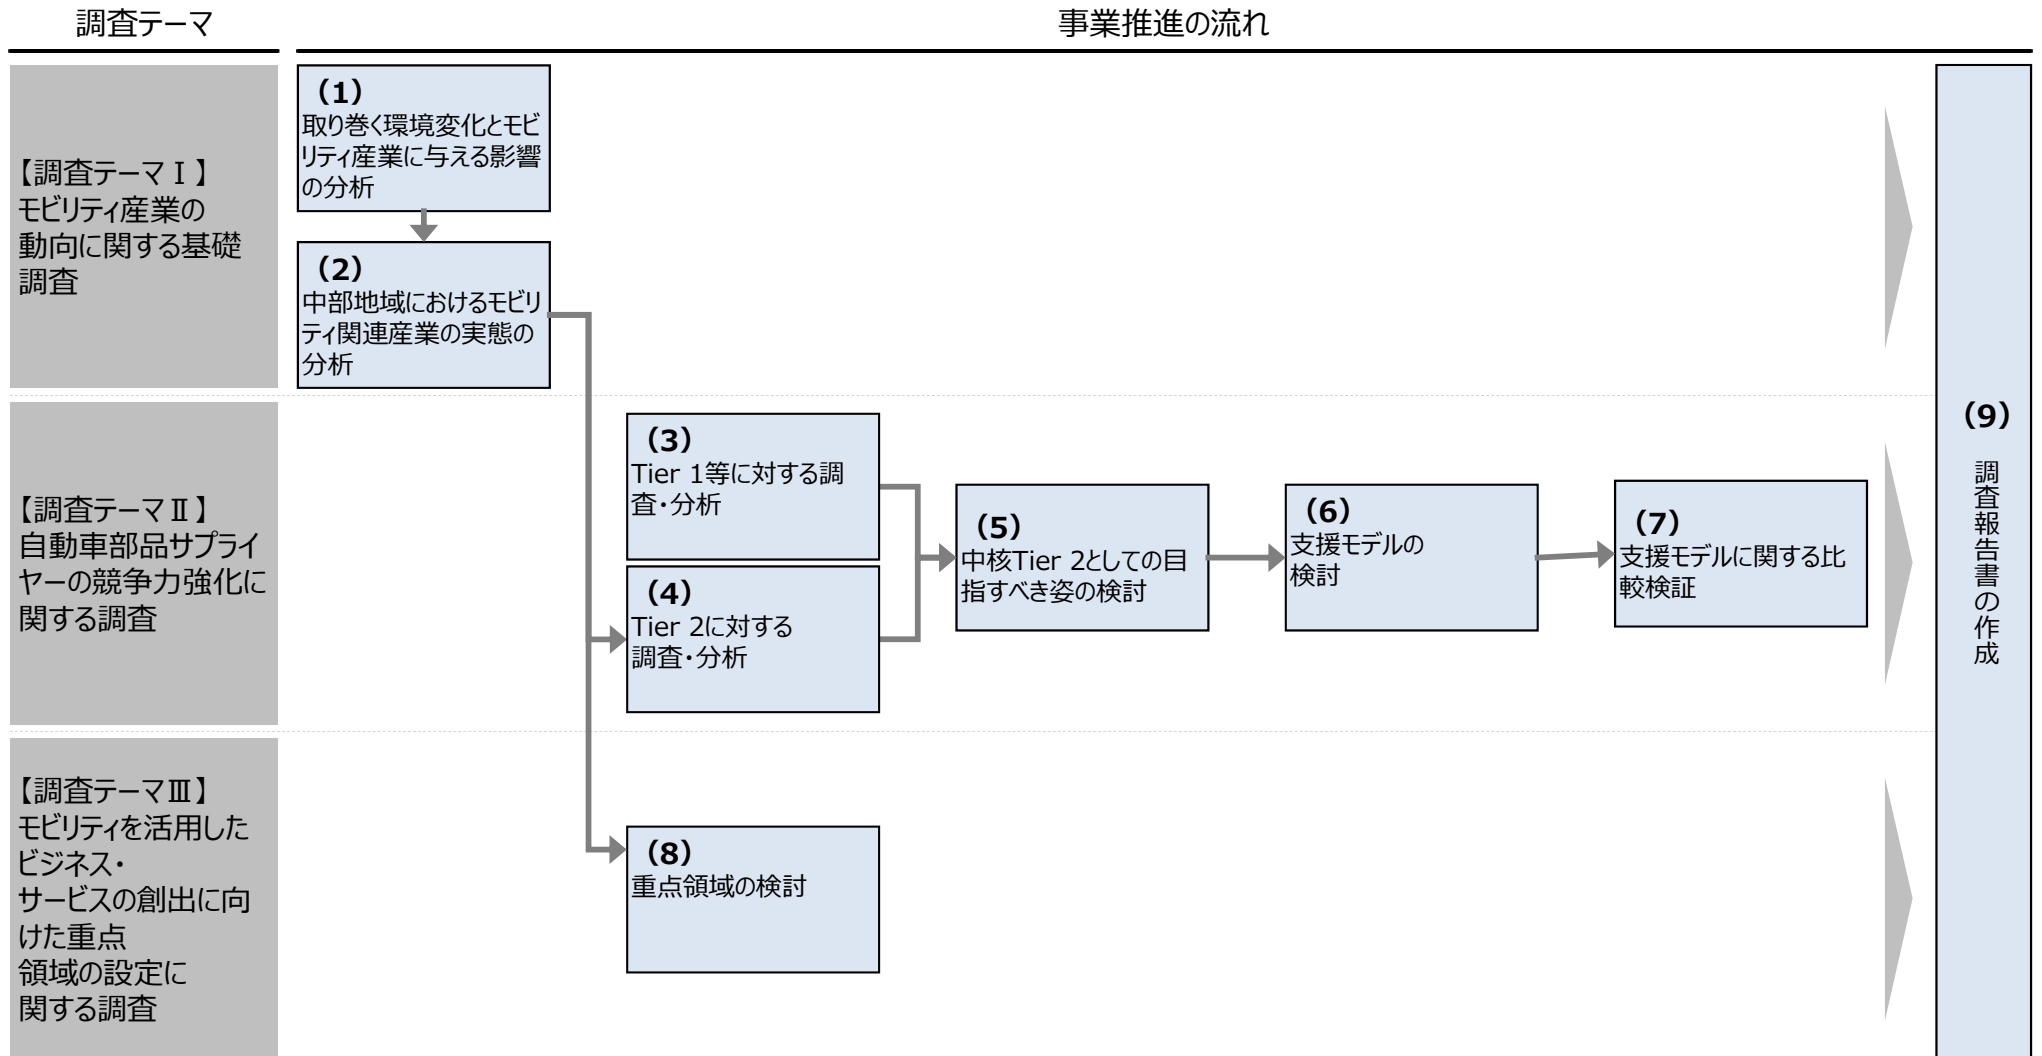 調査テーマ
事業推進の流れ
【調査テーマⅠ】
モビリティ産業の
動向に関する基礎
調査
(1)
取り巻く環境変化とモビ
リティ産業に与える影響
の分析
(2)
中部地域におけるモビリ
ティ関連産業の実態の
分析
【調査テーマⅡ】
自動車部品サプライ
ヤーの競争力強化に
関する調査
(3)
Tier 1等に対する調
査・分析
(4)
Tier 2に対する
調査・分析
(5)
中核Tier 2としての目
指すべき姿の検討
(6)
支援モデルの
検討
(7)
支援モデルに関する比
較検証
【調査テーマⅢ】
モビリティを活用した
ビジネス・
サービスの創出に向
けた重点
領域の設定に
関する調査
(8)
重点領域の検討
(9)
調査報告書の作成